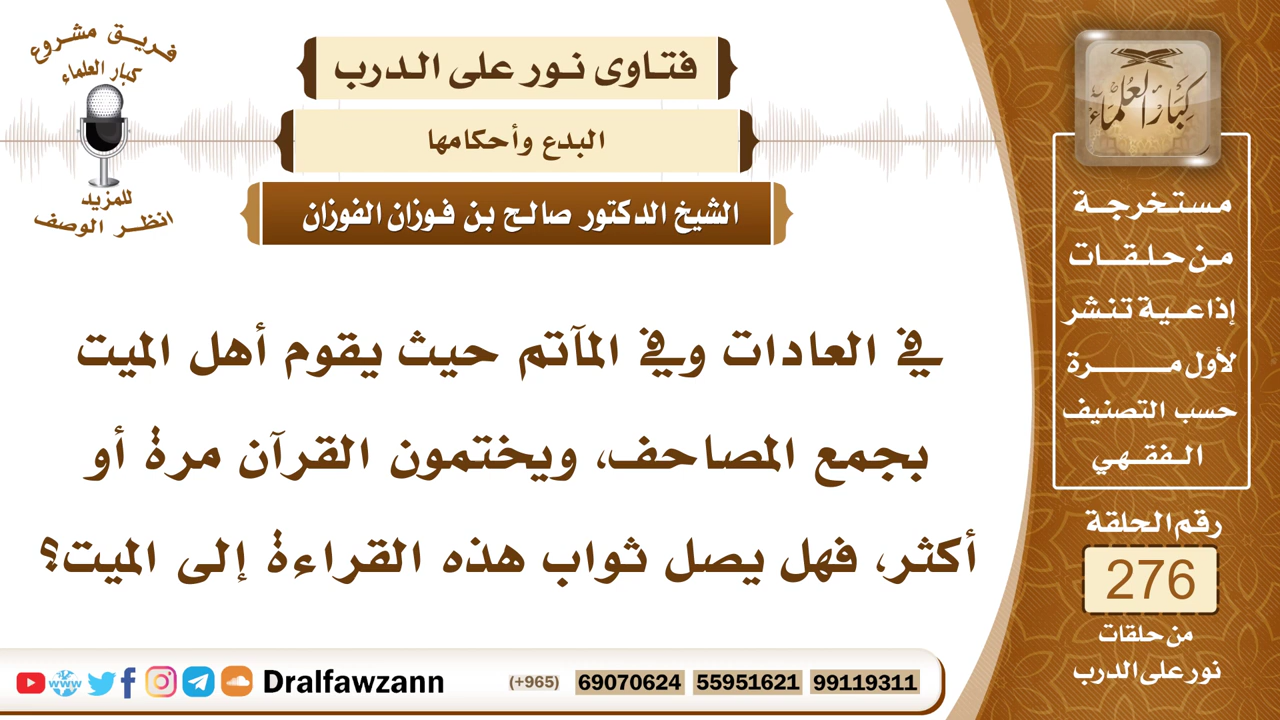 فريق مشروع
كبار العلماء
للمزيد
انظر الوصف
فتاوى نور على الدرب
البدع وأحكامها
الشيخ الدكتور صالح بن فوزان الفوزان
في العادات وفي المآتم حيث يقوم أهل الميت
بجمع المصاحف، ويختمون القرآن مرة أو
أكثر، فهل يصل ثواب هذه القراءة إلى الميت؟
كبار العلماء
مستخرجة
من حلقات
إذاعية تنشر
لأول مرة
حسب التصنيف
الفقهي
رقم الحلقة
276
من حلقات
نور على الدرب
www Dralfawzann (+965) 69070624 55951621 99119311